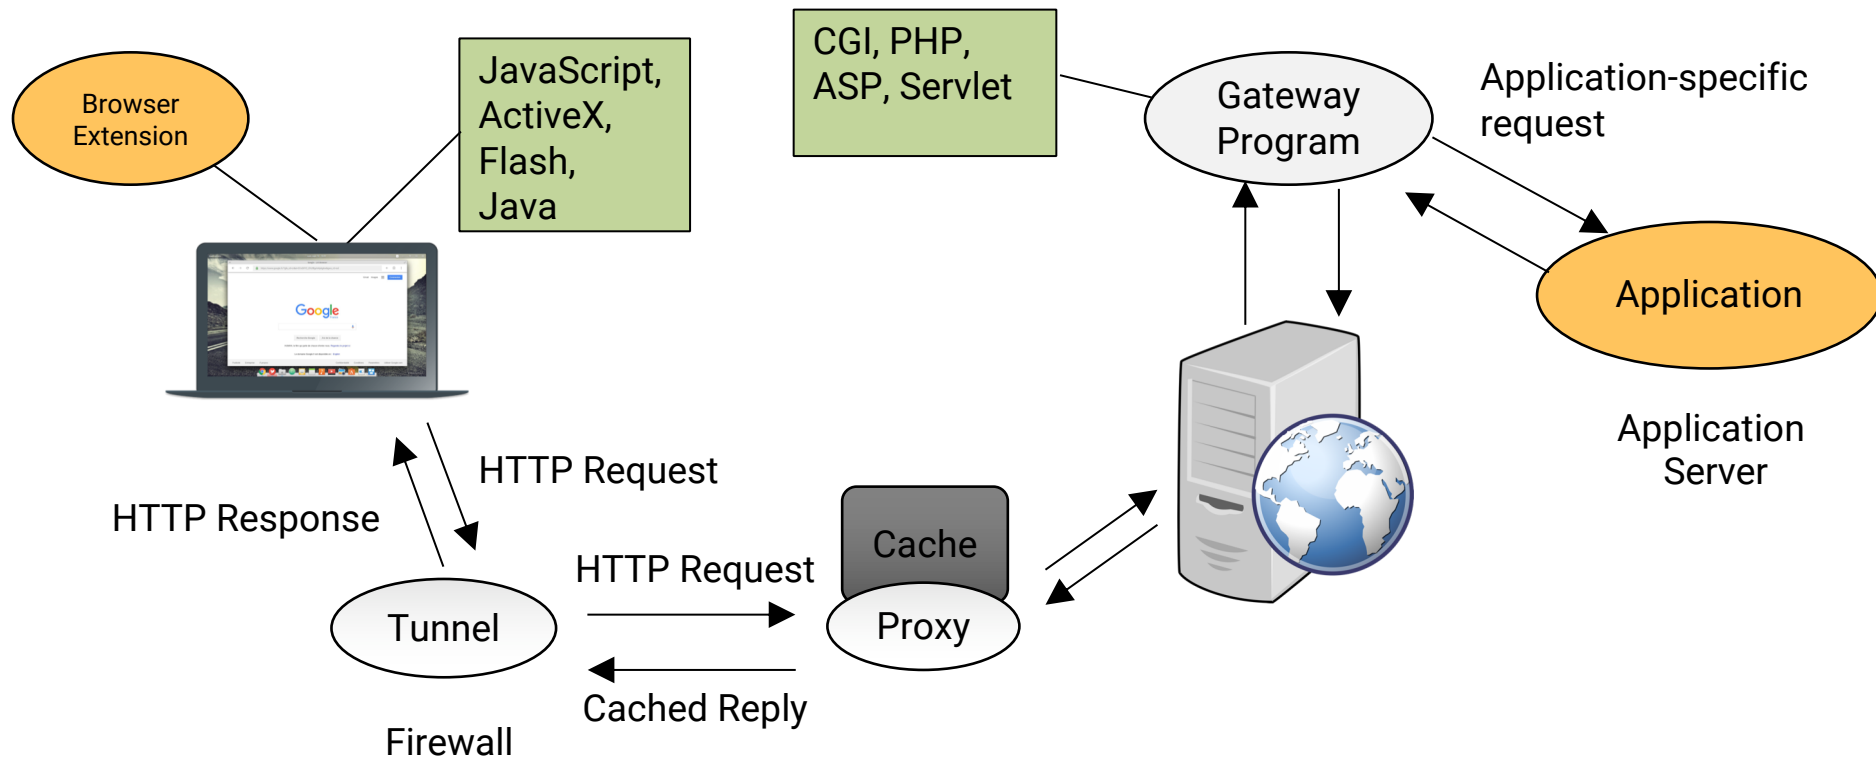 Browser
Extension
JavaScript,
ActiveX,
Flash,
Java
CGI, PHP,
ASP, Servlet
Gateway
Program
Application-specific
request
Application
Application
Server
Google
HTTP Request
HTTP Response
HTTP Request
Cache
Proxy
Tunnel
Cached Reply
Firewall